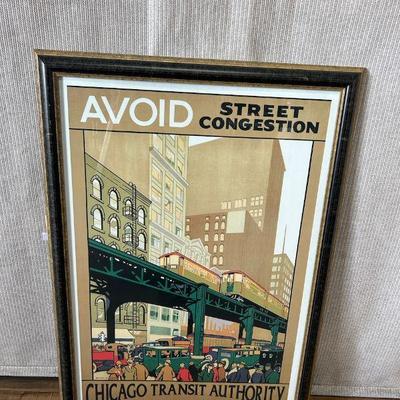 AVOID STREET
CONGESTION
CHICAGO TRANSIT AUTHORITY